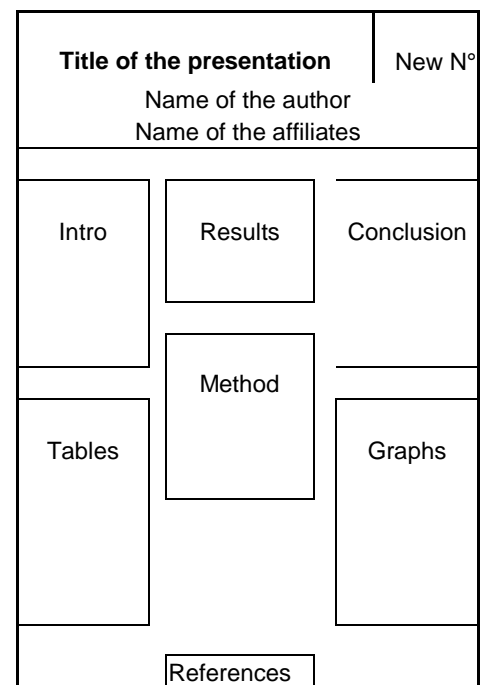 Title of the presentation
New N°
Name of the author
Name of the affiliates
Intro
Results
Conclusion
Method
Tables
Graphs
References